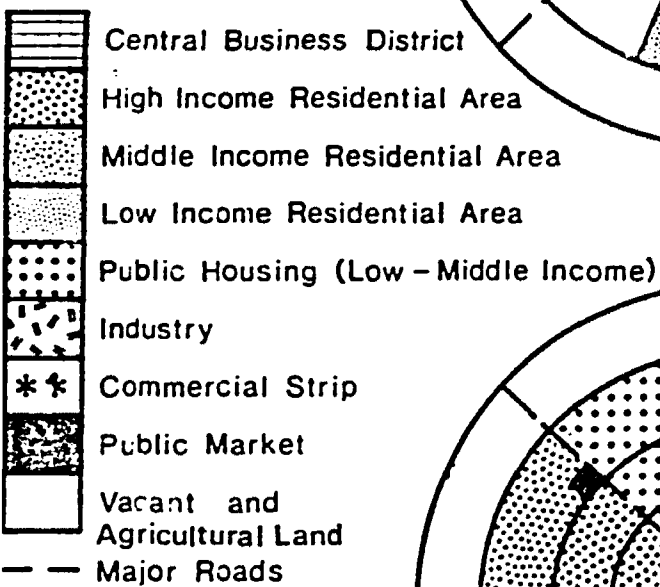 Central Business District
High Income Residential Area
Middle Income Residential Area
Low Income Residential Area
Public Housing (Low – Middle Income)
Industry
Commercial Strip
Public Market
Vacant and
Agricultural Land
Major Roads